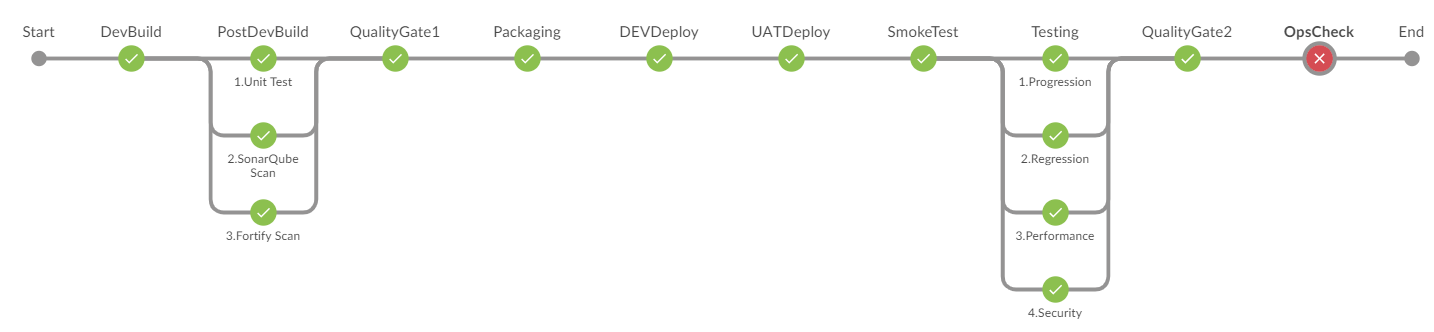 Start
DevBuild
PostDevBuild
QualityGate1
Packaging
DEVDeploy
UATDeploy
SmokeTest
Testing
QualityGate2
OpsCheck
End
1.Unit Test
2.SonarQube
Scan
3.Fortify Scan
1.Progression
2.Regression
3.Performance
4.Security